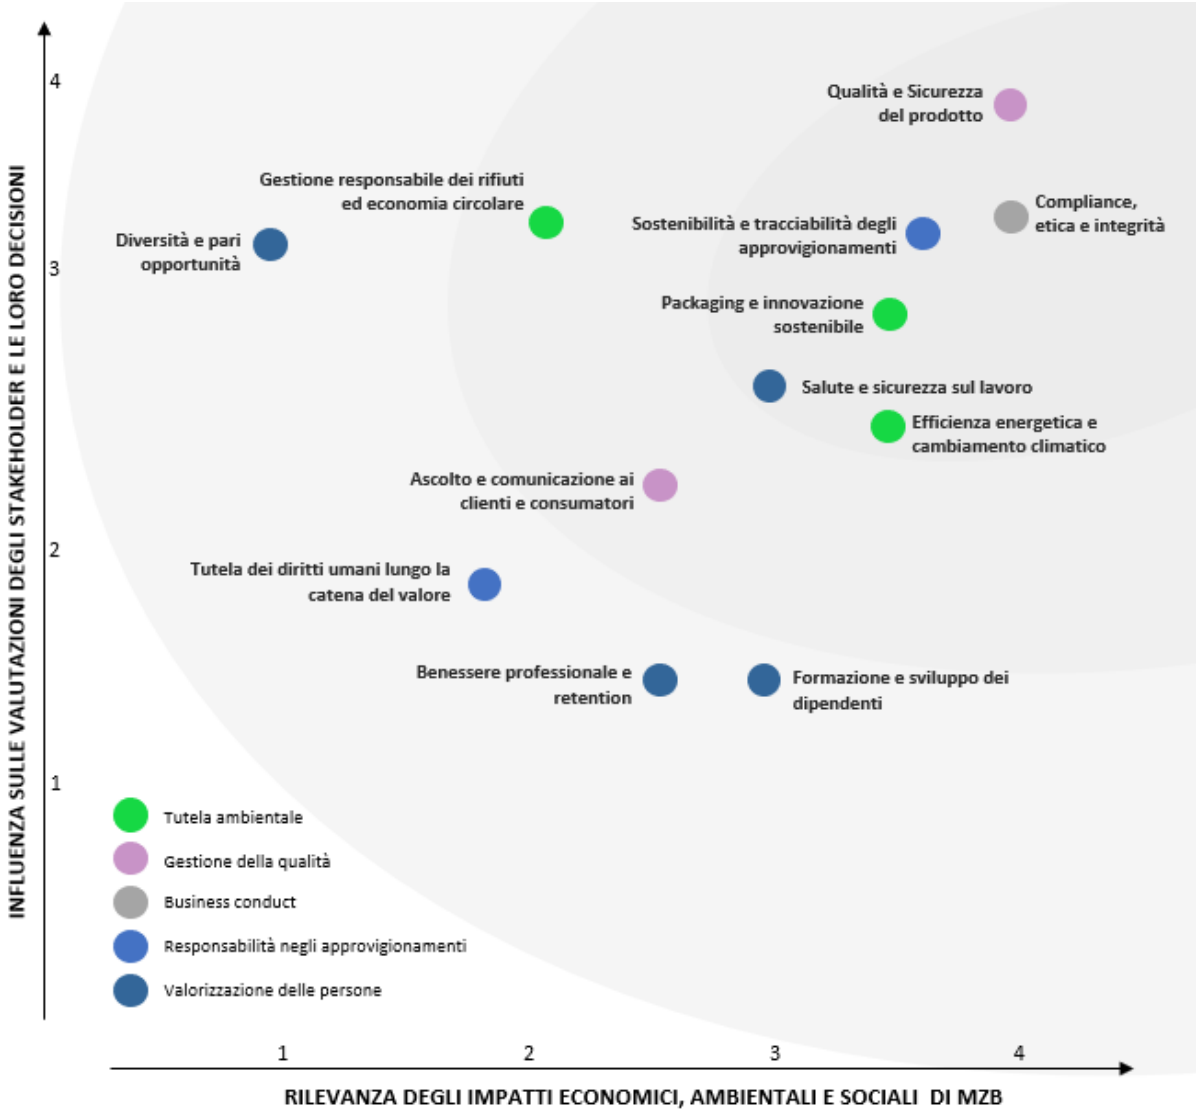 INFLUENZA SULLE VALUTAZIONI DEGLI STAKEHOLDER E LE LORO DECISIONI
4
3
2
1
Qualità e Sicurezza
del prodotto
Gestione responsabile dei rifiuti
ed economia circolare
Compliance,
etica e integrità
Sostenibilità e tracciabilità degli
approvigionamenti
Diversità e pari
opportunità
Packaging e innovazione
sostenibile
Salute e sicurezza sul lavoro
Efficienza energetica e
cambiamento climatico
Ascolto e comunicazione ai
clienti e consumatori
Tutela dei diritti umani lungo la
catena del valore
Benessere professionale e
retention
Formazione e sviluppo dei
dipendenti
Tutela ambientale
Gestione della qualità
Business conduct
Responsabilità negli approvigionamenti
Valorizzazione delle persone
1
2
3
4
RILEVANZA DEGLI IMPATTI ECONOMICI, AMBIENTALI E SOCIALI DI MZB